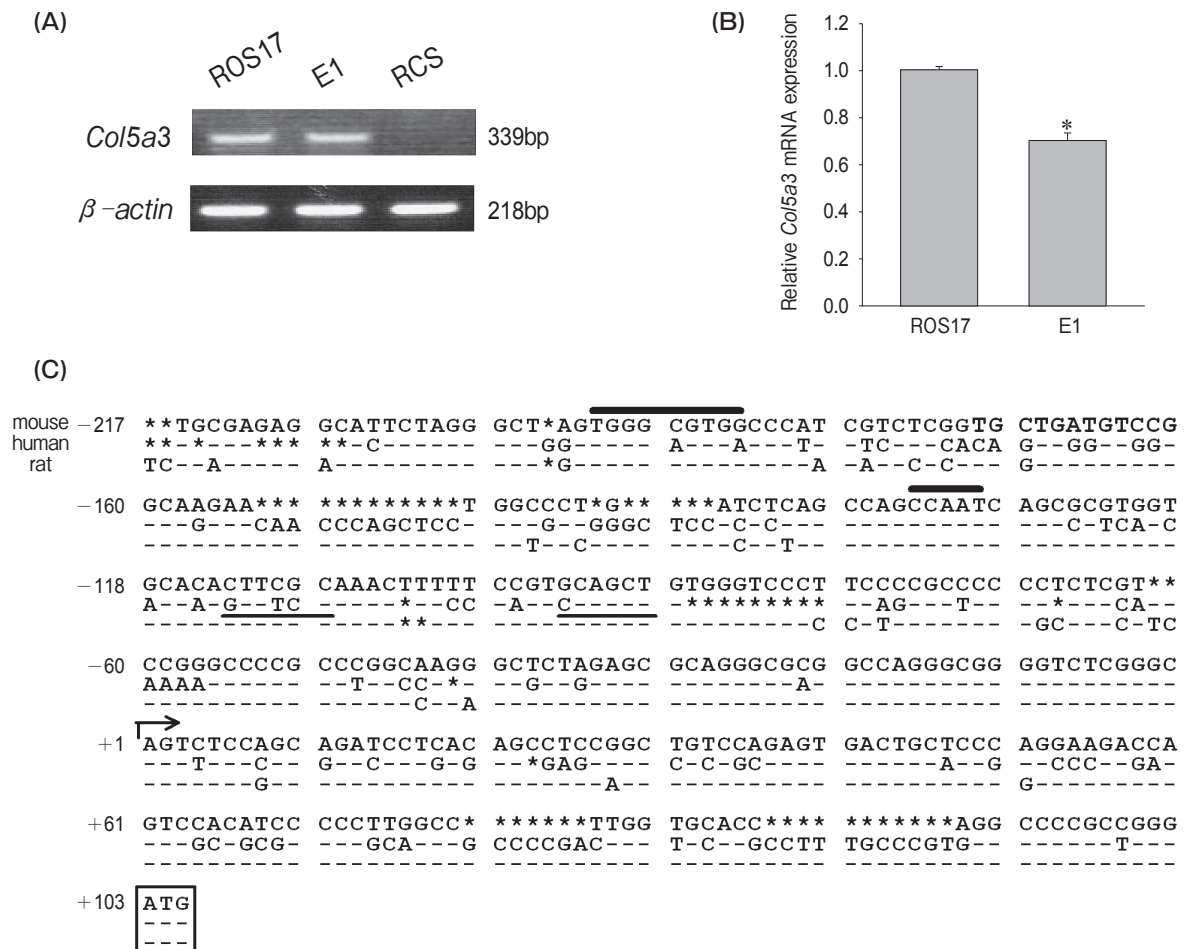 (A)
ROS17 E1 RCS
Col5a3 339bp
β-actin 218bp
(B)
Relative Col5a3 mRNA expression
1.2
1.0
0.8
0.6
0.4
0.2
0.0
*
ROS17 E1
(C)
mouse −217 **TGCGAGAG GCATTCTAGG GCT*AGTGGG CGTGGCCCAT CGTCTCGGTG CTGATGTCCG
human **-*---*** **-C------ ----GG---- --A---A---T- -TC--CACA G--GG--GG-
rat TC--A----- A--------- ---*G----- ---------A -A--C-C--- G---------
−160 GCAAGAA*** *********T GGCCCT*G** ***ATCTCAG CCAGCCAATC AGCGCGTGGT
---G---CAA CCCAGCTCC- ---G--GGGC TCC-C-C--- ---------- ---C-TCA-C
---------- ---------- --T--C---- ----C--T-- ---------- ----------
−118 GCACACTTCG CAAACTTTTT CCGTGCAGCT GTGGGTCCCT TCCCCGCCCC CCTCTCGT**
A--A-G--TC -----*--CC --A--C---- -********* --AG---T-- --*---CA--
---------- -----**--- ---------- ---------C C-T------- -GC---C-TC
−60 CCGGGCCCCG CCCGGCAAGG GCTCTAGAGC GCAGGGCGCG GCCAGGGCGG GGTCTCGGGC
AAAA------ --T--CC-*- --G--G---- --------A- ---------- ----------
---------- ------C--A ---------- ---------- ---------- ----------
+1 AGTCTCCAGC AGATCCTCAC AGCCTCCGGC TGTCCAGAGT GACTGCTCCC AGGAAGACCA
---T---C-- G--C---G-G --*GAG---- C--C-GC--- -----A--G- --CCC--GA-
-------G-- ---------- -------A-- ---------- ---------- G---------
+61 GTCCACATCC CCCTTGGCC* ******TTGG TGCACC**** *******AGG CCCCGCCGGG
---GC-GCG- ---GCA---G CCCCGAC--- -T-C--GCCTT TGCCCGTG-- ------T---
---------- ---------- ---------- ---------- ---------- ----------
+103 ATG
---
---